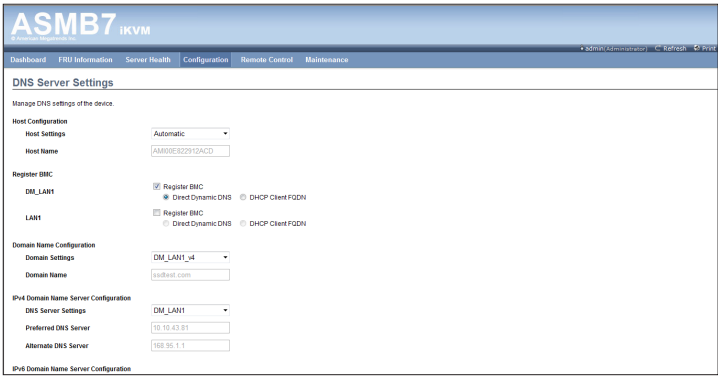 ASMB7 iKVM
® American Megatrends Inc.
admin(Administrator) Refresh Print
Dashboard FRU Information Server Health Configuration Remote Control Maintenance
DNS Server Settings
Manage DNS settings of the device.
Host Configuration
Host Settings Automatic
Host Name AMI00E022912ACD
Register BMC
DM_LAN1 Register BMC
Direct Dynamic DNS DHCP Client FQDN
LAN1 Register BMC
Direct Dynamic DNS DHCP Client FQDN
Domain Name Configuration
Domain Settings DM_LAN1_v4
Domain Name ssdtest.com
IPv4 Domain Name Server Configuration
DNS Server Settings DM_LAN1
Preferred DNS Server 10.10.43.81
Alternate DNS Server 168.95.1.1
IPv6 Domain Name Server Configuration